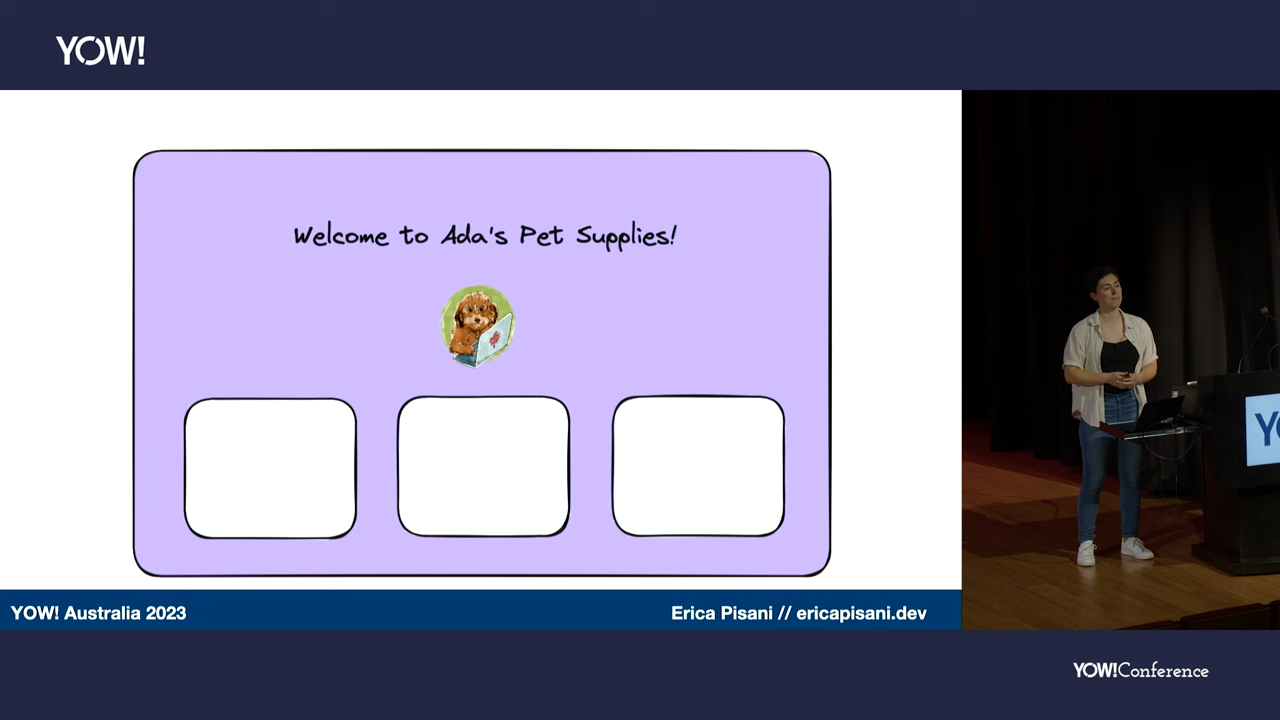 YOW!
Welcome to Ada's Pet Supplies!
YOW! Australia 2023
Erica Pisani // ericapisani.dev
YOW!Conference